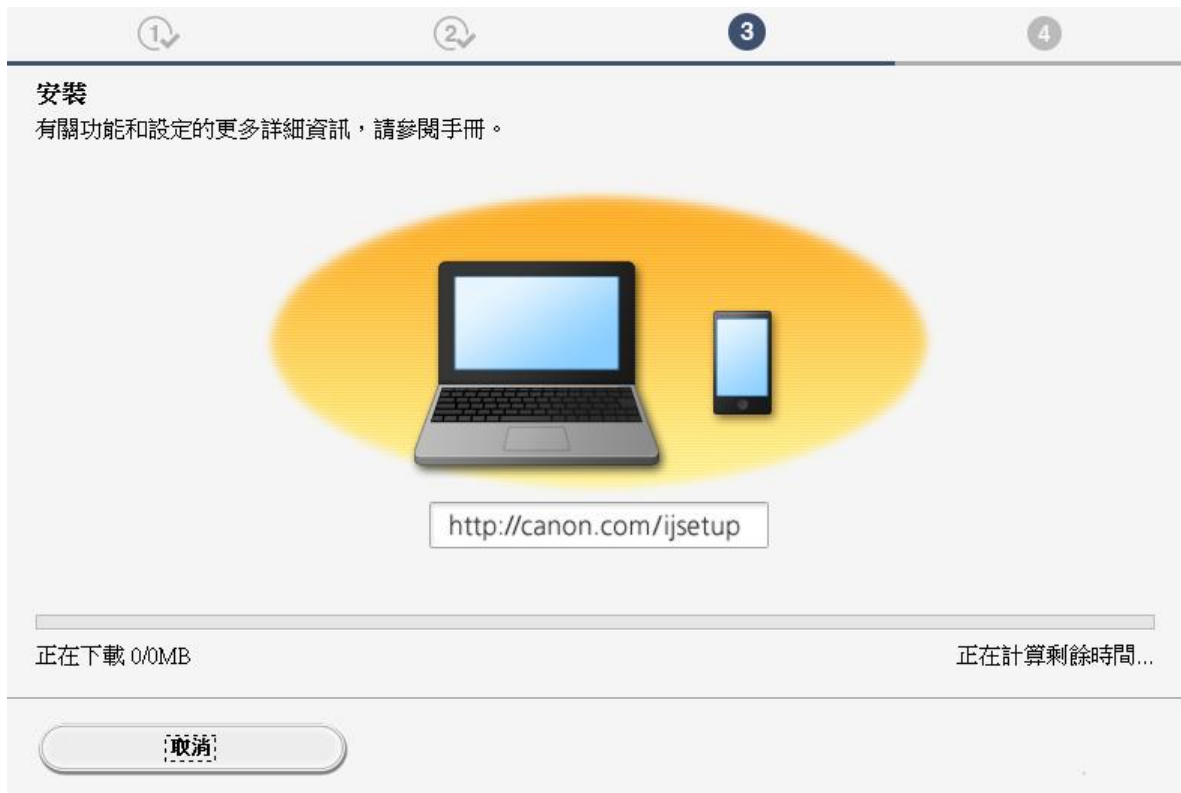 1
2
3
4
安裝
有關功能和設定的更多詳細資訊，請參閱手冊。
http://canon.com/ijsetup
正在下載 0/0MB
正在計算剩餘時間...
取消